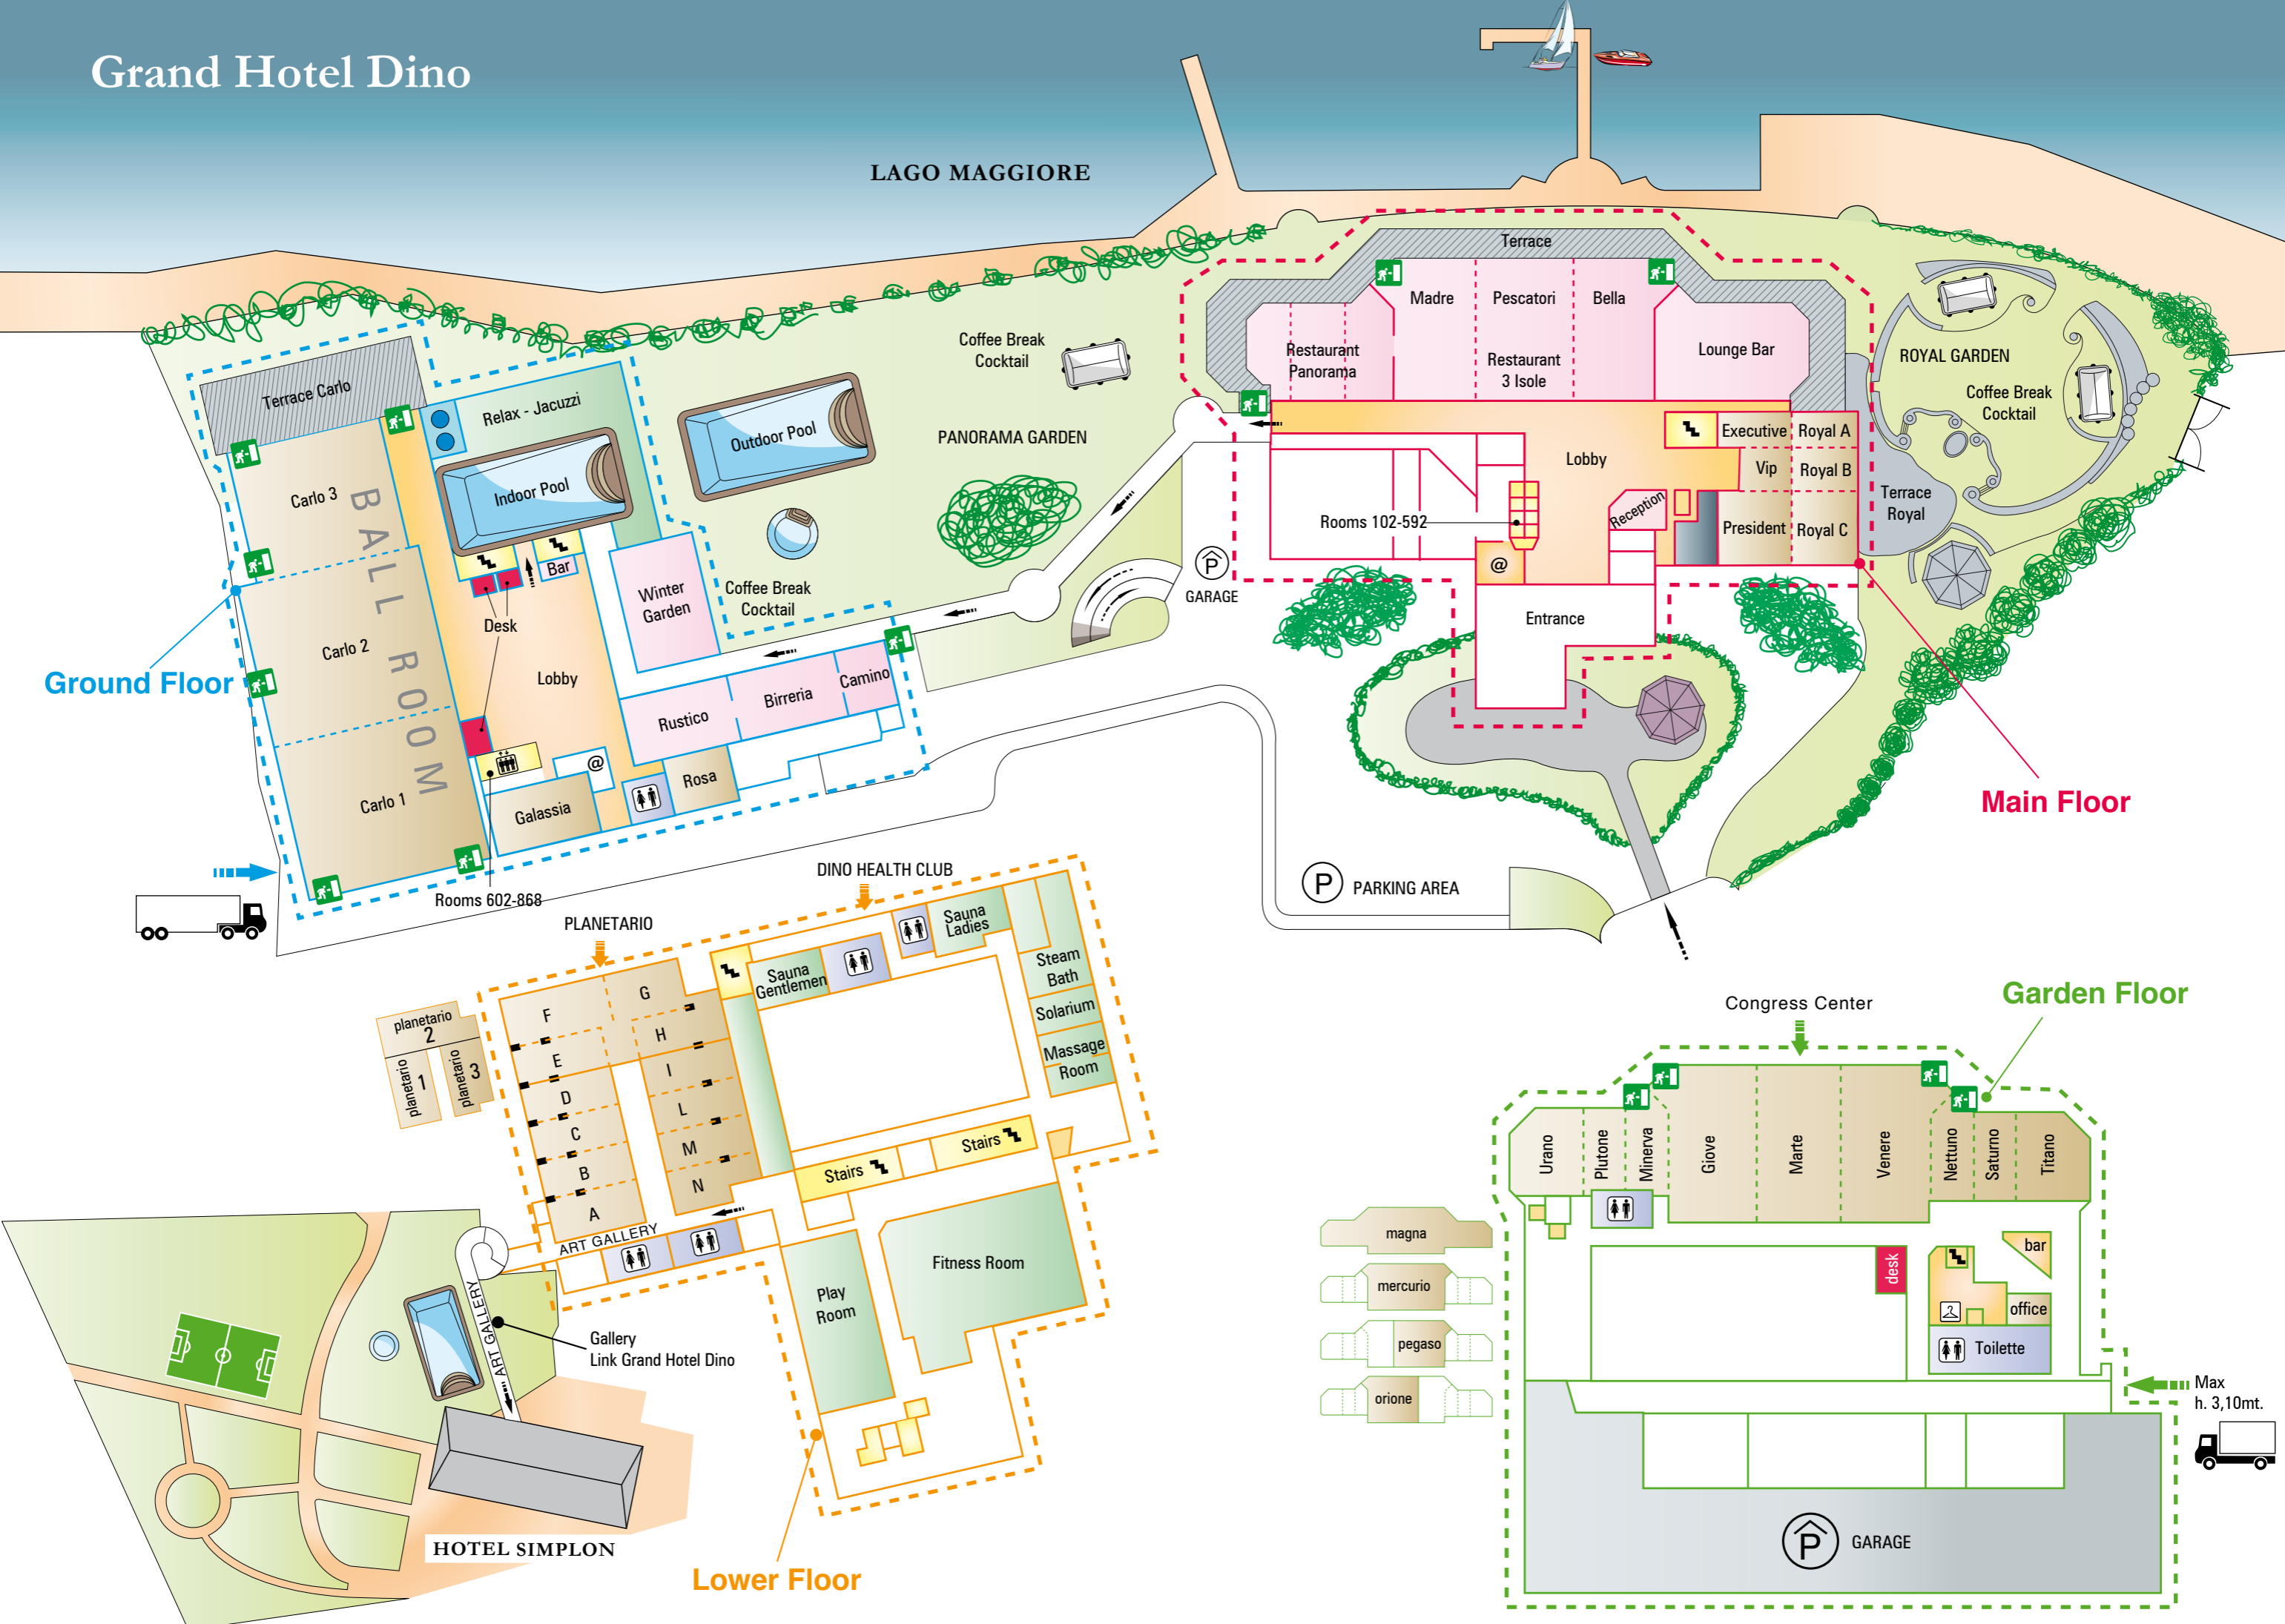 Grand Hotel Dino
LAGO MAGGIORE
Terrace
Madre
Pescatori
Bella
Restaurant
Panorama
Restaurant
3 Isole
Lounge Bar
ROYAL GARDEN
Coffee Break
Cocktail
Coffee Break
Cocktail
PANORAMA GARDEN
Terrace Carlo
Relax - Jacuzzi
Outdoor Pool
Indoor Pool
Carlo 3
BALL ROOM
Carlo 2
Carlo 1
Bar
Desk
Lobby
Winter
Garden
Coffee Break
Cocktail
Rustico
Birreria
Camino
Rosa
@
Galassia
Ground Floor
Rooms 602-868
Lobby
Executive
Royal A
Vip
Royal B
President
Royal C
Reception
Rooms 102-592
@
Entrance
Terrace
Royal
P
GARAGE
Main Floor
P
PARKING AREA
DINO HEALTH CLUB
PLANETARIO
planetario
2
planetario
1
planetario
3
F
G
E
H
D
I
C
L
B
M
A
N
Sauna
Gentlemen
Sauna
Ladies
Steam
Bath
Solarium
Massage
Room
Stairs
Stairs
ART GALLERY
Fitness Room
Play
Room
ART GALLERY
Gallery
Link Grand Hotel Dino
HOTEL SIMPLON
Lower Floor
Congress Center
Garden Floor
Urano
Plutone
Minerva
Giove
Marte
Venere
Nettuno
Saturno
Titano
magna
mercurio
pegaso
orione
desk
bar
office
Toilette
Max
h. 3,10mt.
P
GARAGE